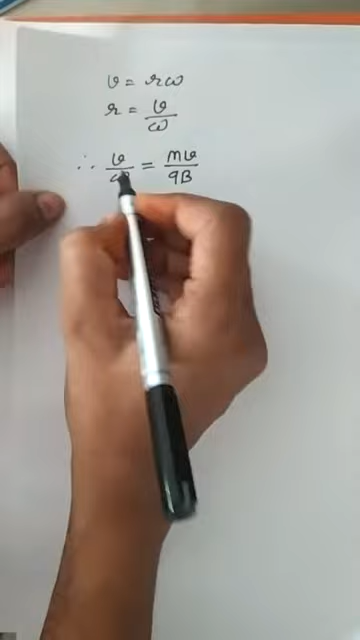 v = rω
r = v/ω
∴ v/ω = mv/qB